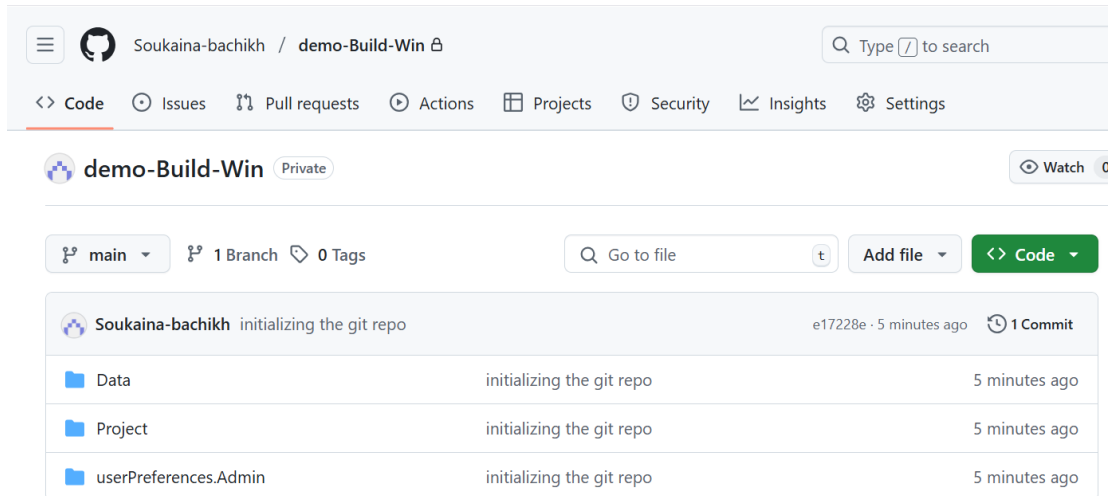 Soukaina-bachikh / demo-Build-Win
Type / to search
Code Issues Pull requests Actions Projects Security Insights Settings
demo-Build-Win Private
Watch 0
main 1 Branch 0 Tags
Go to file t
Add file
Code
Soukaina-bachikh initializing the git repo e17228e · 5 minutes ago 1 Commit
Data initializing the git repo 5 minutes ago
Project initializing the git repo 5 minutes ago
userPreferences.Admin initializing the git repo 5 minutes ago